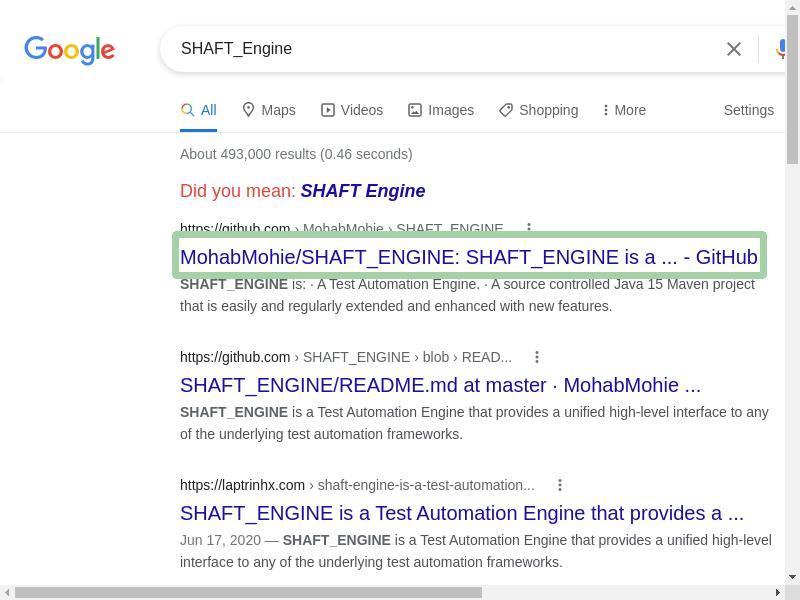 Google
SHAFT_Engine
All Maps Videos Images Shopping More Settings
About 493,000 results (0.46 seconds)
Did you mean: SHAFT Engine
https://github.com › MohabMohie › SHAFT_ENGINE
MohabMohie/SHAFT_ENGINE: SHAFT_ENGINE is a ... - GitHub
SHAFT_ENGINE is: · A Test Automation Engine. · A source controlled Java 15 Maven project
that is easily and regularly extended and enhanced with new features.
https://github.com › SHAFT_ENGINE › blob › READ...
SHAFT_ENGINE/README.md at master · MohabMohie ...
SHAFT_ENGINE is a Test Automation Engine that provides a unified high-level interface to any
of the underlying test automation frameworks.
https://laptrinhx.com › shaft-engine-is-a-test-automation...
SHAFT_ENGINE is a Test Automation Engine that provides a ...
Jun 17, 2020 — SHAFT_ENGINE is a Test Automation Engine that provides a unified high-level
interface to any of the underlying test automation frameworks.